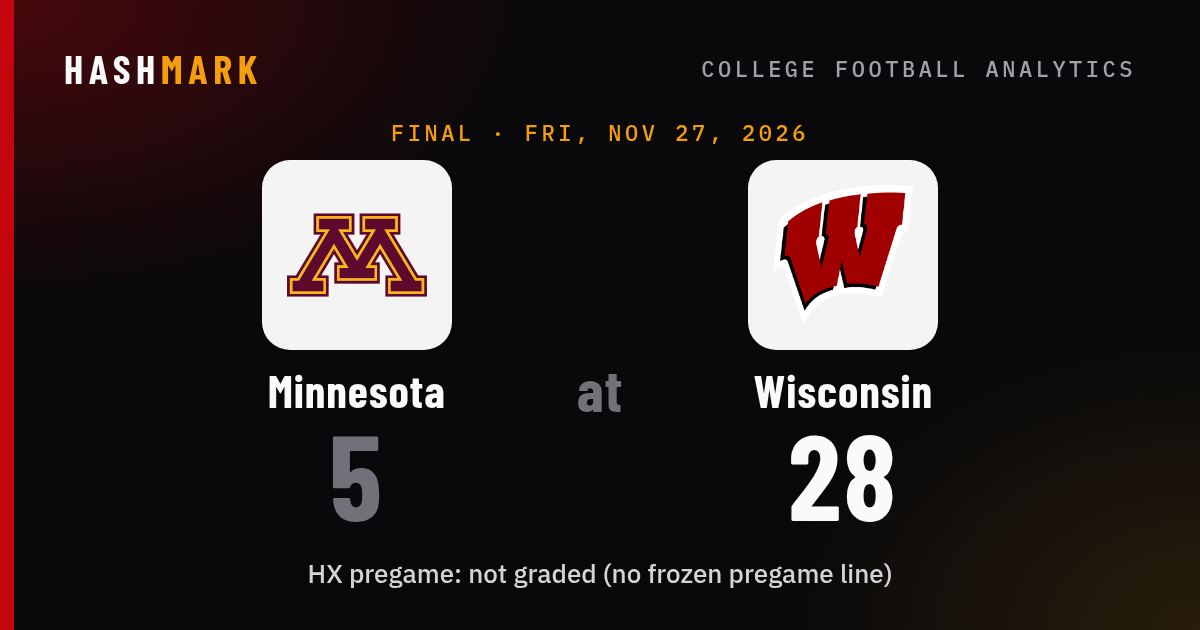 HASHMARK
COLLEGE FOOTBALL ANALYTICS
FINAL · FRI, NOV 27, 2026
M
W
Minnesota at Wisconsin
5 28
HX pregame: not graded (no frozen pregame line)